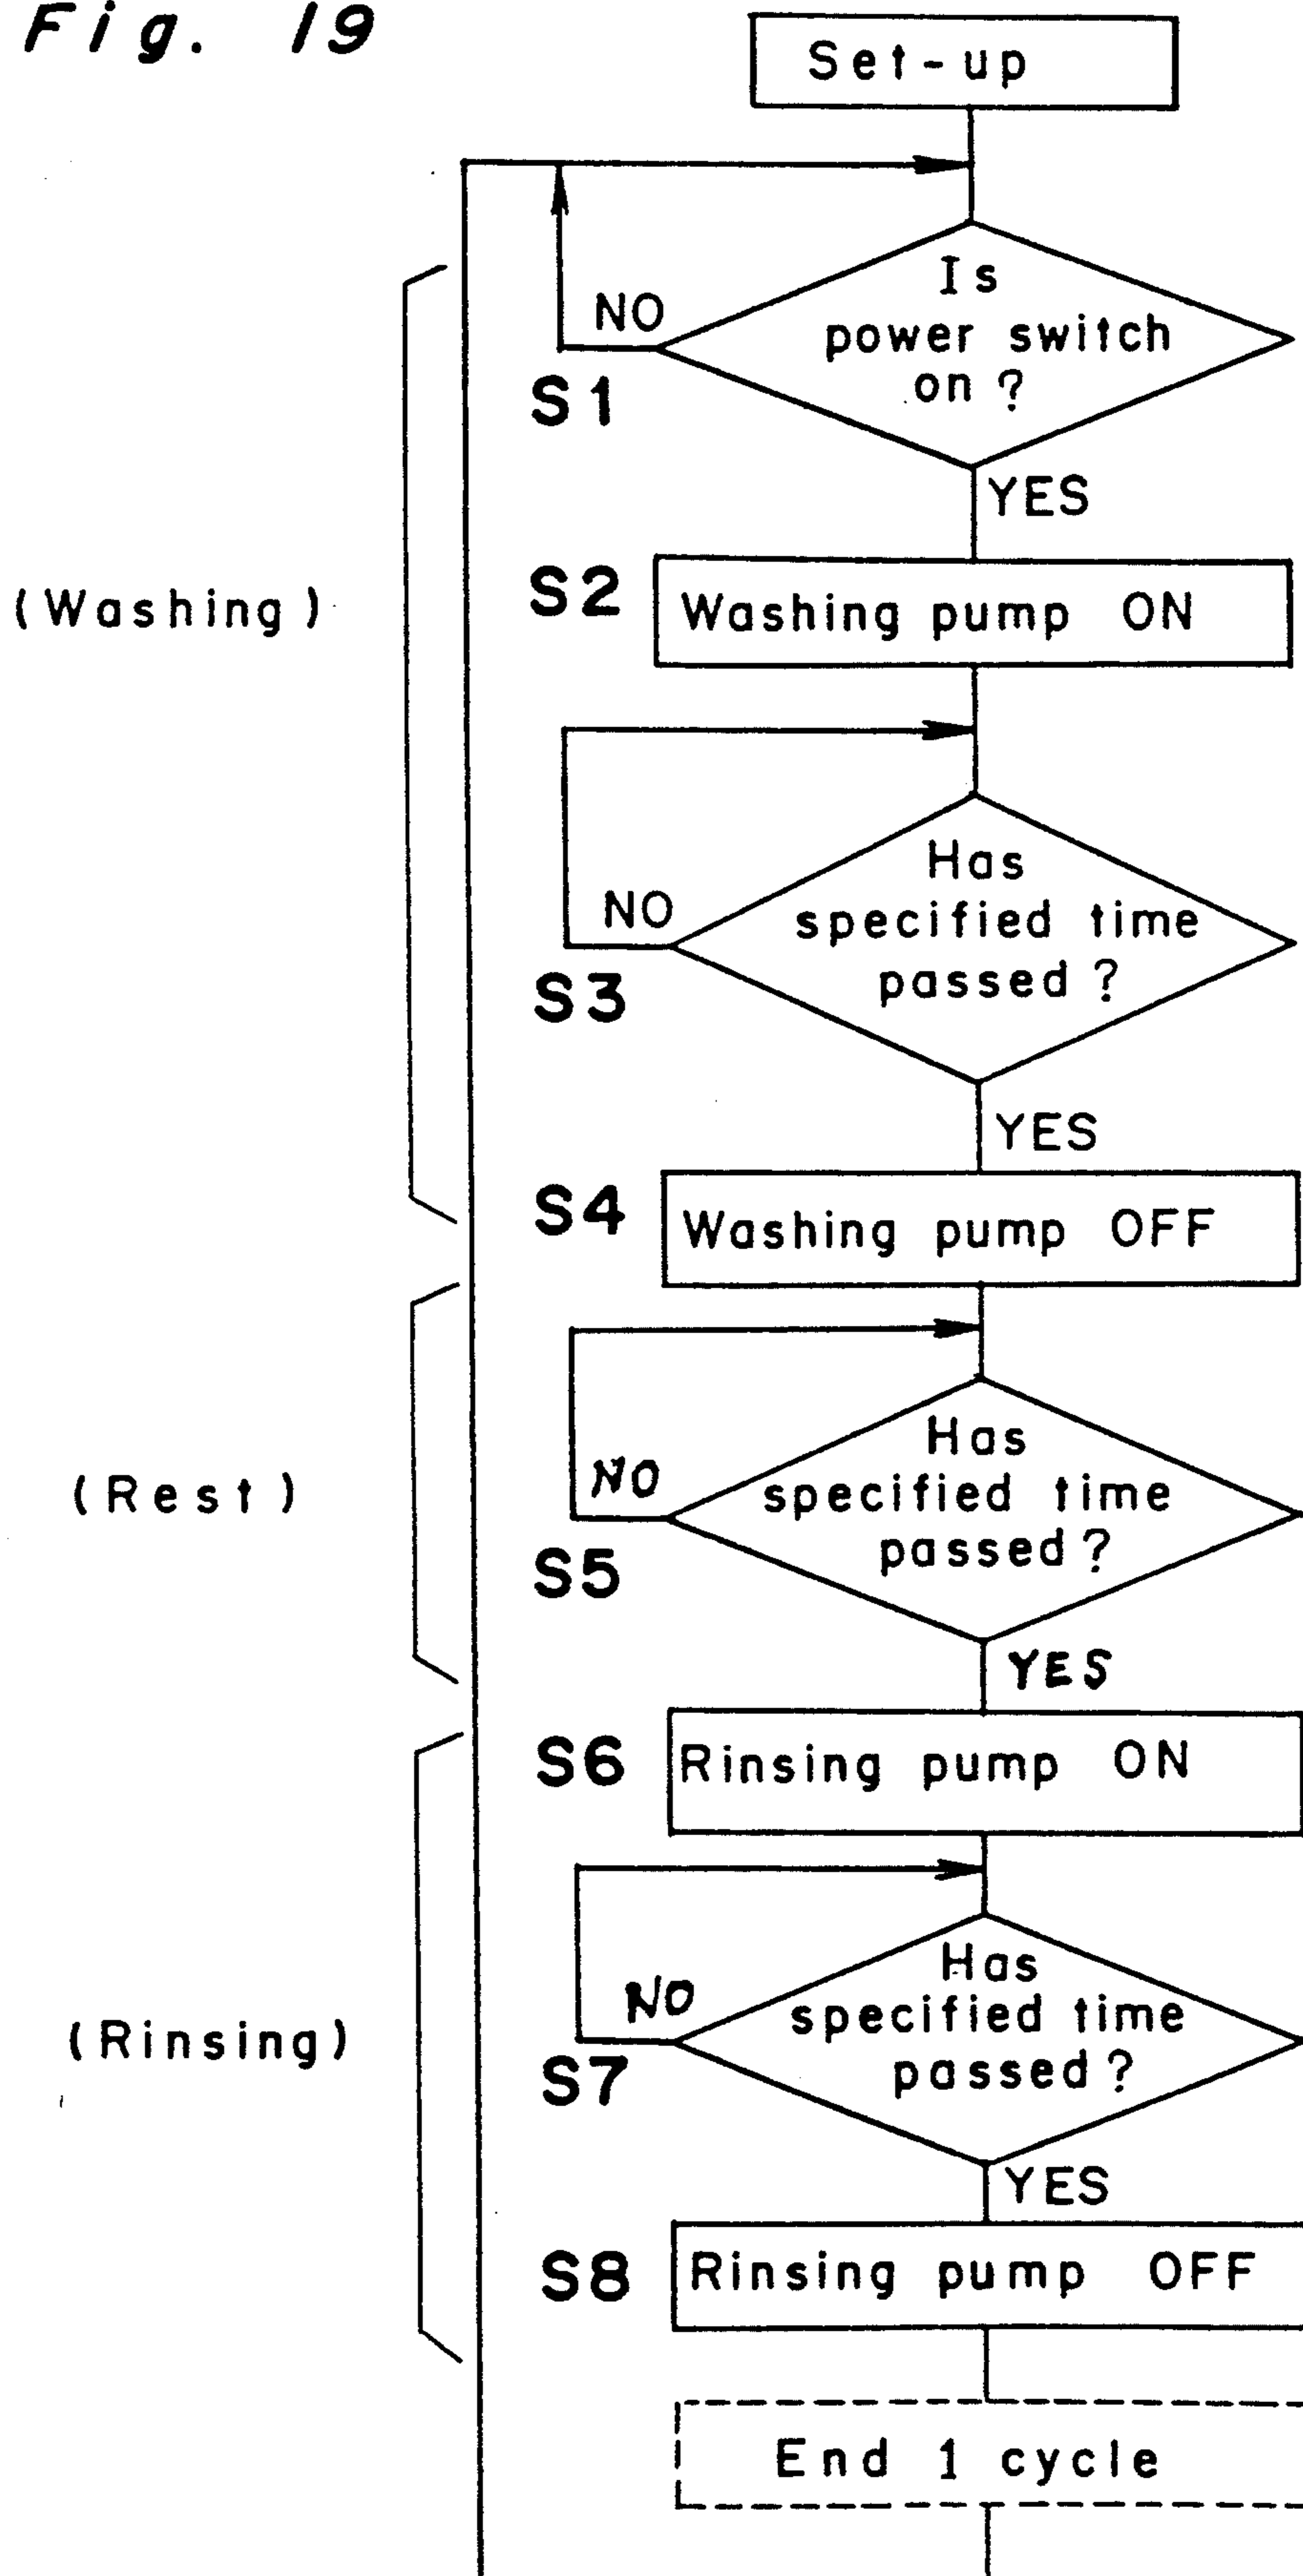 Fig. 19
Set-up
Is
power switch
on ?
NO
S1
YES
(Washing)
S2
Washing pump ON
Has
specified time
passed ?
NO
S3
YES
S4
Washing pump OFF
(Rest)
Has
specified time
passed ?
NO
S5
YES
S6
Rinsing pump ON
(Rinsing)
Has
specified time
passed ?
NO
S7
YES
S8
Rinsing pump OFF
End 1 cycle